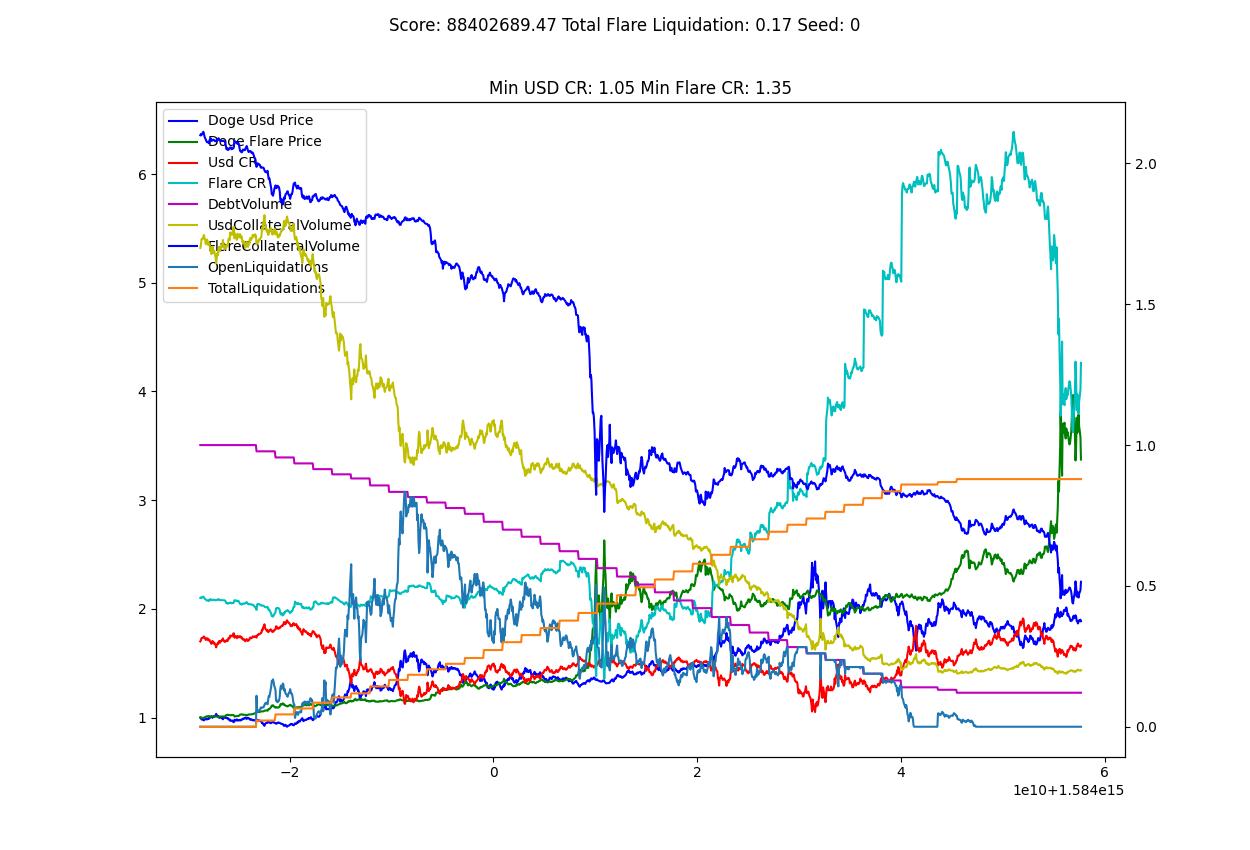 Score: 88402689.47 Total Flare Liquidation: 0.17 Seed: 0
Min USD CR: 1.05 Min Flare CR: 1.35
Doge Usd Price
Doge Flare Price
Usd CR
Flare CR
DebtVolume
UsdCollateralVolume
FlareCollateralVolume
OpenLiquidations
TotalLiquidations
6
5
4
3
2
1
2.0
1.5
1.0
0.5
0.0
−2
0
2
4
6
1e10+1.584e15